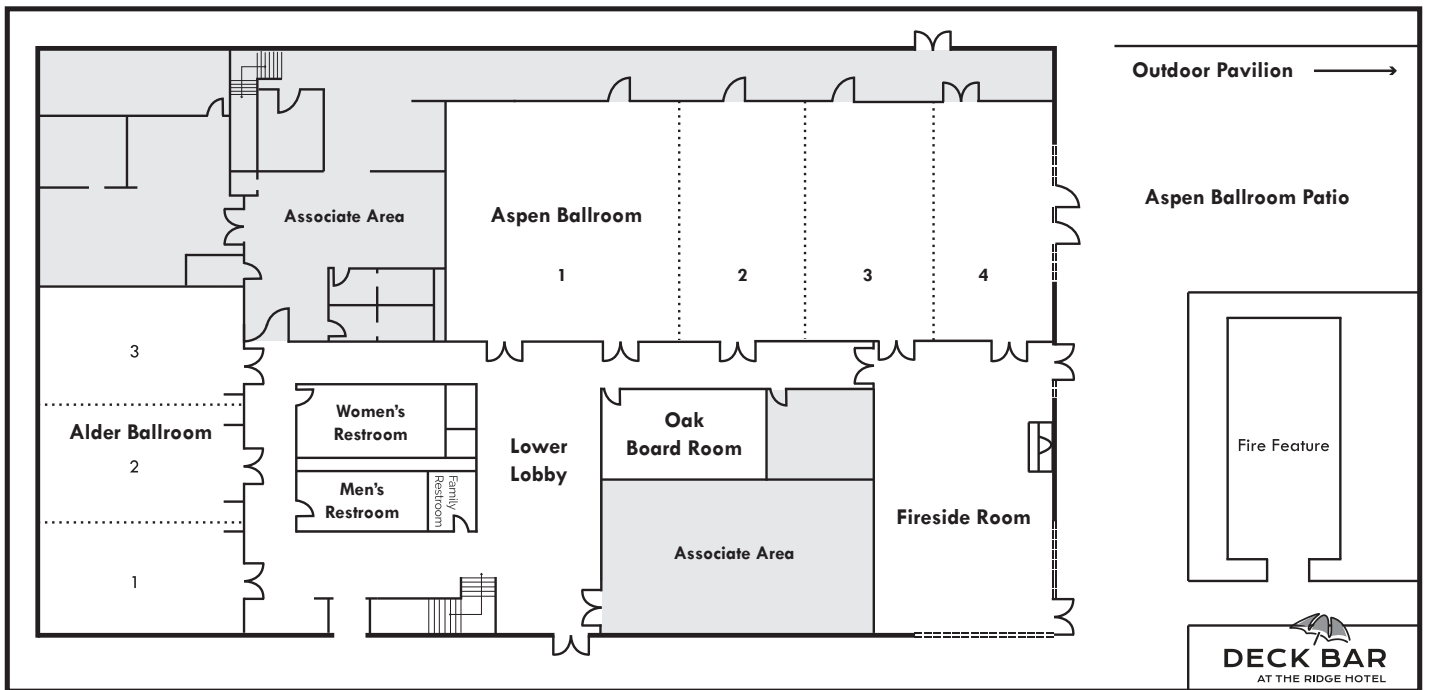 Outdoor Pavilion
Aspen Ballroom Patio
Associate Area
Aspen Ballroom
1
2
3
4
3
Alder Ballroom
2
1
Women's
Restroom
Men's
Restroom
Family
Restroom
Lower
Lobby
Oak
Board Room
Associate Area
Fireside Room
Fire Feature
DECK BAR
AT THE RIDGE HOTEL